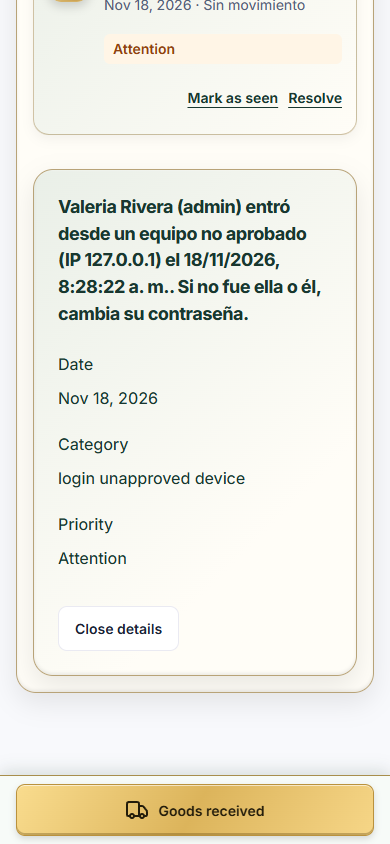 Nov 18, 2026 · Sin movimiento
Attention
Mark as seen Resolve
Valeria Rivera (admin) entró
desde un equipo no aprobado
(IP 127.0.0.1) el 18/11/2026,
8:28:22 a. m.. Si no fue ella o él,
cambia su contraseña.
Date
Nov 18, 2026
Category
login unapproved device
Priority
Attention
Close details
Goods received